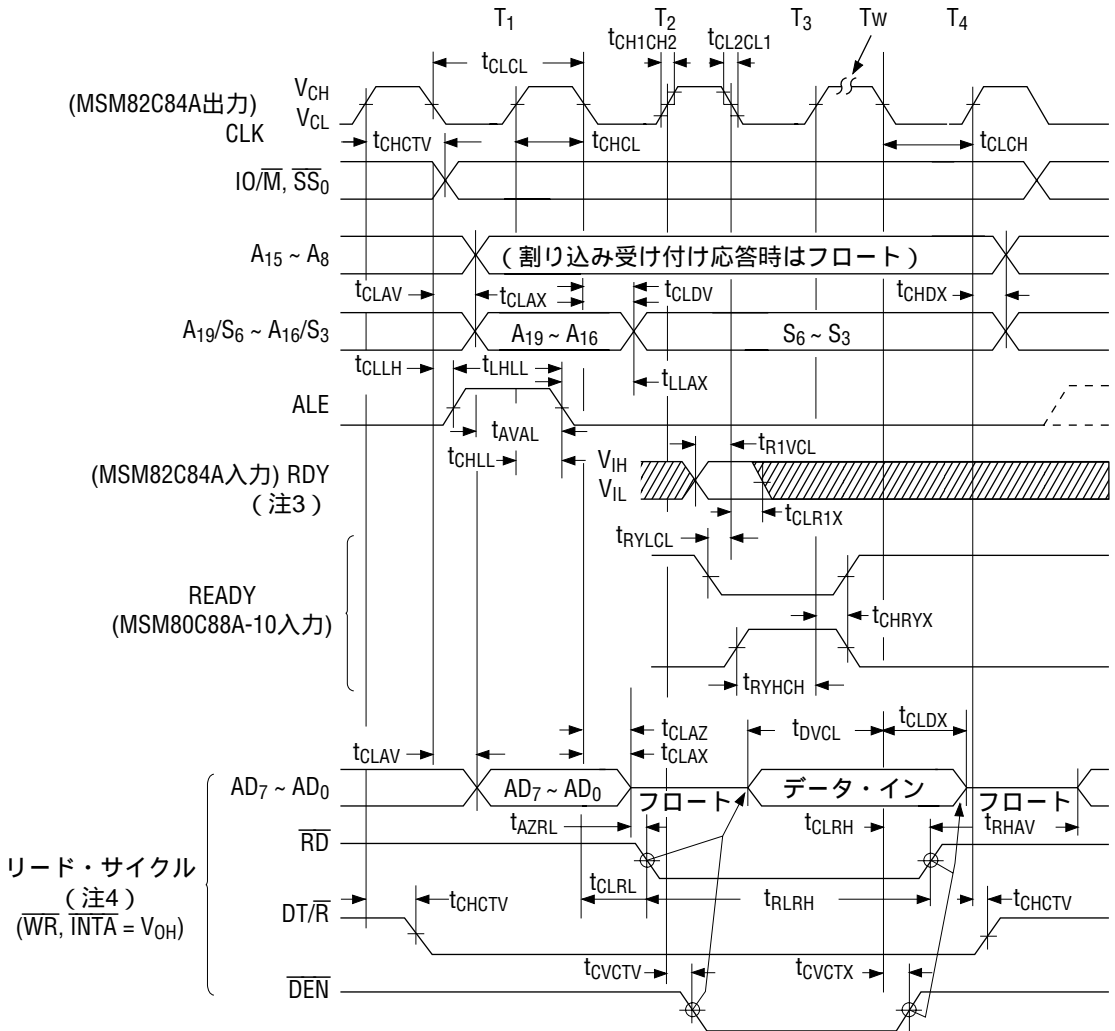 T1 T2 T3 TW T4
tCH1CH2 tCL2CL1
tCLCL
(MSM82C84A出力) VCH
CLK VCL
tCHCTV tCHCL tCLCH
IO/M̅, S̅S̅0
A15 ~ A8 (割り込み受け付け応答時はフロート)
tCLAV tCLAX tCLDV tCHDX
A19/S6 ~ A16/S3 A19 ~ A16 S6 ~ S3
tCLLH tLHLL tLLAX
ALE
tAVAL
tCHLL tR1VCL
(MSM82C84A入力) RDY VIH
(注3) VIL
tCLR1X
tRYLCL
READY
(MSM80C88A-10入力)
tCHRYX
tRYHCH
tCLAZ tDVCL tCLDX
tCLAV tCLAX
AD7 ~ AD0 AD7 ~ AD0 フロート データ・イン フロート
tAZRL tCLRH tRHAV
R̅D̅
リード・サイクル
(注4)
(W̅R̅, I̅N̅T̅A̅ = VOH)
tCLRL tRLRH
DT/R̅ tCHCTV tCHCTV
tCVCTV tCVCTX
D̅E̅N̅